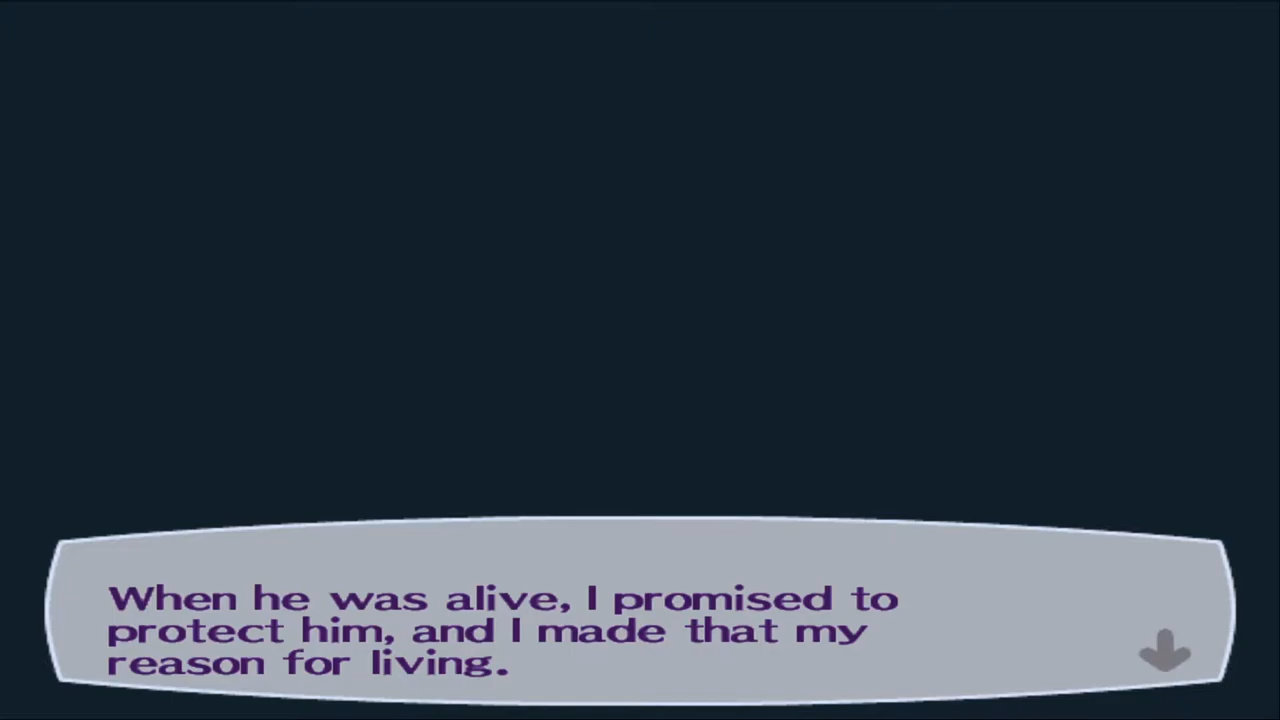 When he was alive, I promised to
protect him, and I made that my
reason for living.